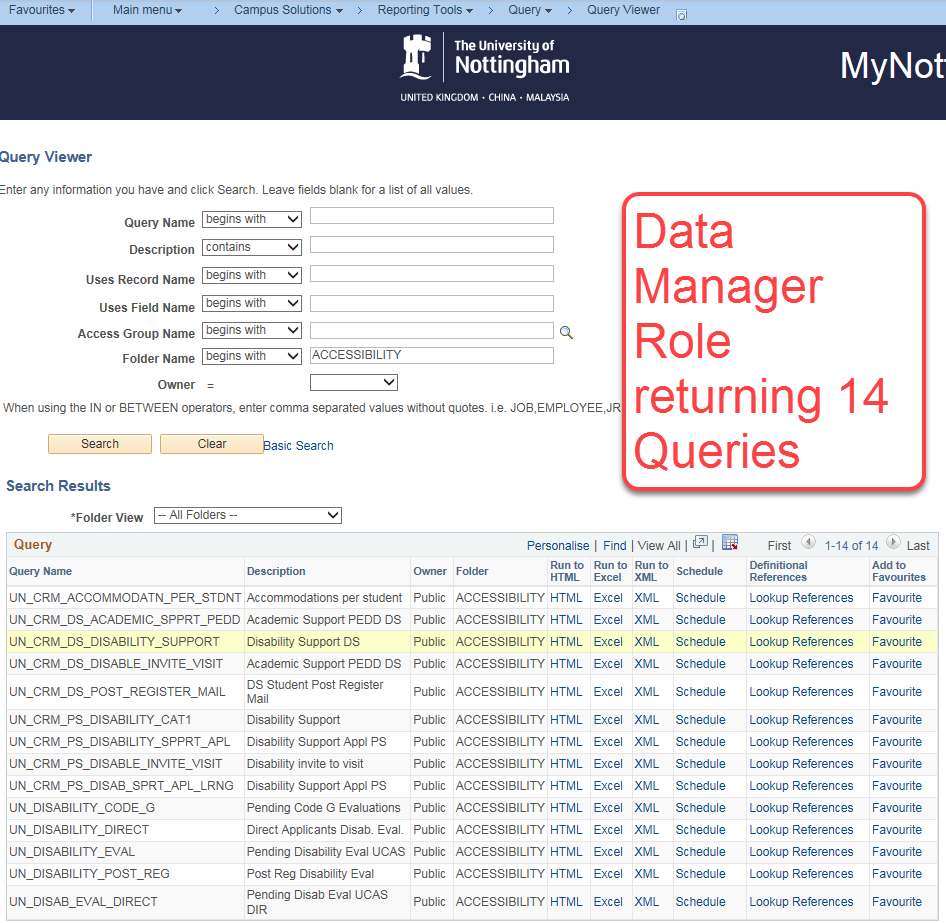 Favourites Main menu > Campus Solutions > Reporting Tools > Query > Query Viewer
The University of
Nottingham
UNITED KINGDOM · CHINA · MALAYSIA
MyNot
Query Viewer
Enter any information you have and click Search. Leave fields blank for a list of all values.
Query Name begins with
Description contains
Uses Record Name begins with
Uses Field Name begins with
Access Group Name begins with
Folder Name begins with ACCESSIBILITY
Owner =
When using the IN or BETWEEN operators, enter comma separated values without quotes. i.e. JOB,EMPLOYEE,JR
Search Clear Basic Search
Data
Manager
Role
returning 14
Queries
Search Results
*Folder View -- All Folders --
Query Personalise | Find | View All | | First 1-14 of 14 Last
Query Name Description Owner Folder Run to HTML Run to Excel Run to XML Schedule Definitional References Add to Favourites
UN_CRM_ACCOMMODATN_PER_STDNT Accommodations per student Public ACCESSIBILITY HTML Excel XML Schedule Lookup References Favourite
UN_CRM_DS_ACADEMIC_SPPRT_PEDD Academic Support PEDD DS Public ACCESSIBILITY HTML Excel XML Schedule Lookup References Favourite
UN_CRM_DS_DISABILITY_SUPPORT Disability Support DS Public ACCESSIBILITY HTML Excel XML Schedule Lookup References Favourite
UN_CRM_DS_DISABLE_INVITE_VISIT Academic Support PEDD DS Public ACCESSIBILITY HTML Excel XML Schedule Lookup References Favourite
UN_CRM_DS_POST_REGISTER_MAIL DS Student Post Register Mail Public ACCESSIBILITY HTML Excel XML Schedule Lookup References Favourite
UN_CRM_PS_DISABILITY_CAT1 Disability Support Public ACCESSIBILITY HTML Excel XML Schedule Lookup References Favourite
UN_CRM_PS_DISABILITY_SPPRT_APL Disability Support Appl PS Public ACCESSIBILITY HTML Excel XML Schedule Lookup References Favourite
UN_CRM_PS_DISABLE_INVITE_VISIT Disability invite to visit Public ACCESSIBILITY HTML Excel XML Schedule Lookup References Favourite
UN_CRM_PS_DISAB_SPRT_APL_LRNG Disability Support Appl PS Public ACCESSIBILITY HTML Excel XML Schedule Lookup References Favourite
UN_DISABILITY_CODE_G Pending Code G Evaluations Public ACCESSIBILITY HTML Excel XML Schedule Lookup References Favourite
UN_DISABILITY_DIRECT Direct Applicants Disab. Eval. Public ACCESSIBILITY HTML Excel XML Schedule Lookup References Favourite
UN_DISABILITY_EVAL Pending Disability Eval UCAS Public ACCESSIBILITY HTML Excel XML Schedule Lookup References Favourite
UN_DISABILITY_POST_REG Post Reg Disability Eval Public ACCESSIBILITY HTML Excel XML Schedule Lookup References Favourite
UN_DISAB_EVAL_DIRECT Pending Disab Eval UCAS DIR Public ACCESSIBILITY HTML Excel XML Schedule Lookup References Favourite